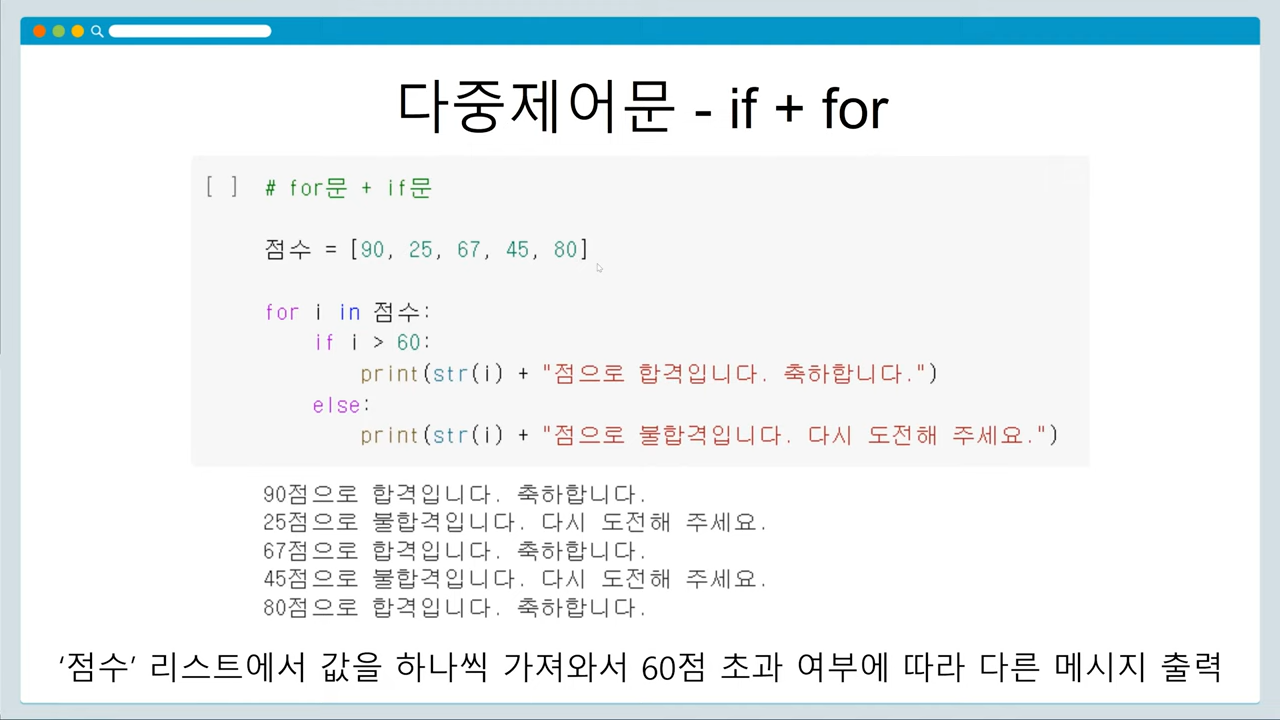 다중제어문 - if + for
[ ] # for문 + if문
점수 = [90, 25, 67, 45, 80]
for i in 점수:
if i > 60:
print(str(i) + "점으로 합격입니다. 축하합니다.")
else:
print(str(i) + "점으로 불합격입니다. 다시 도전해 주세요.")
90점으로 합격입니다. 축하합니다.
25점으로 불합격입니다. 다시 도전해 주세요.
67점으로 합격입니다. 축하합니다.
45점으로 불합격입니다. 다시 도전해 주세요.
80점으로 합격입니다. 축하합니다.
‘점수’ 리스트에서 값을 하나씩 가져와서 60점 초과 여부에 따라 다른 메시지 출력